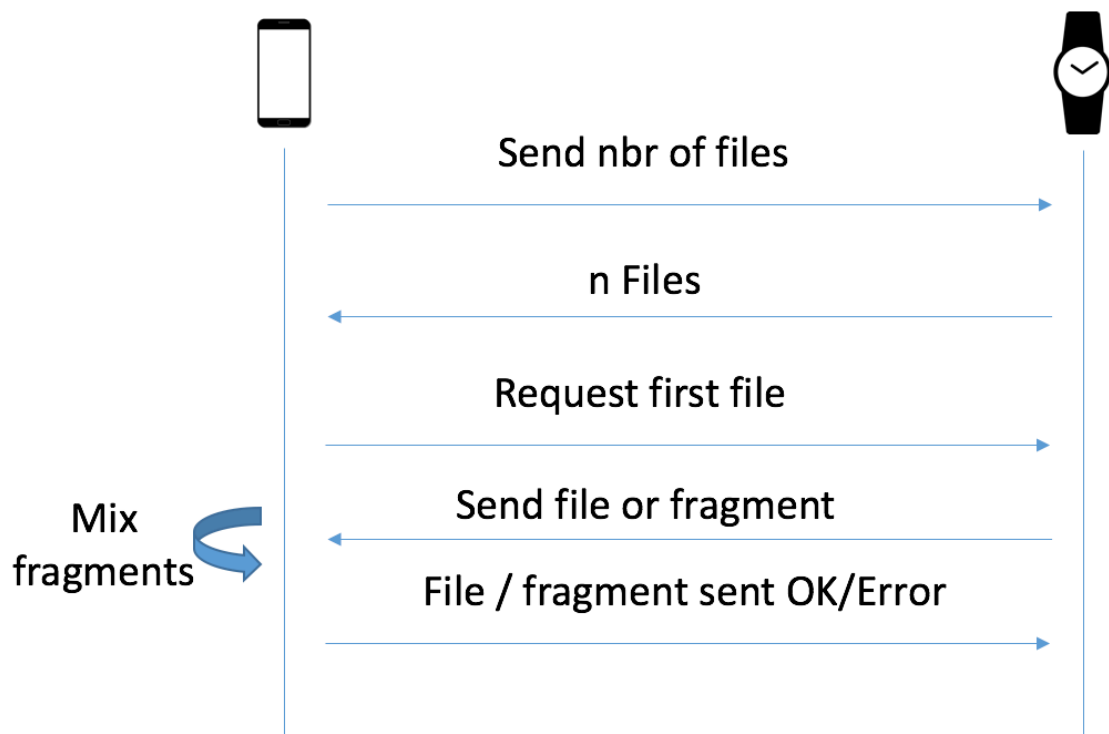 Send nbr of files
n Files
Request first file
Send file or fragment
Mix
fragments
File / fragment sent OK/Error